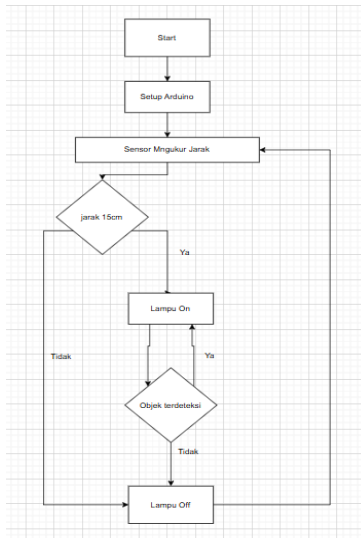 Start
Setup Arduino
Sensor Mngukur Jarak
jarak 15cm
Ya
Lampu On
Tidak
Ya
Objek terdeteksi
Tidak
Lampu Off